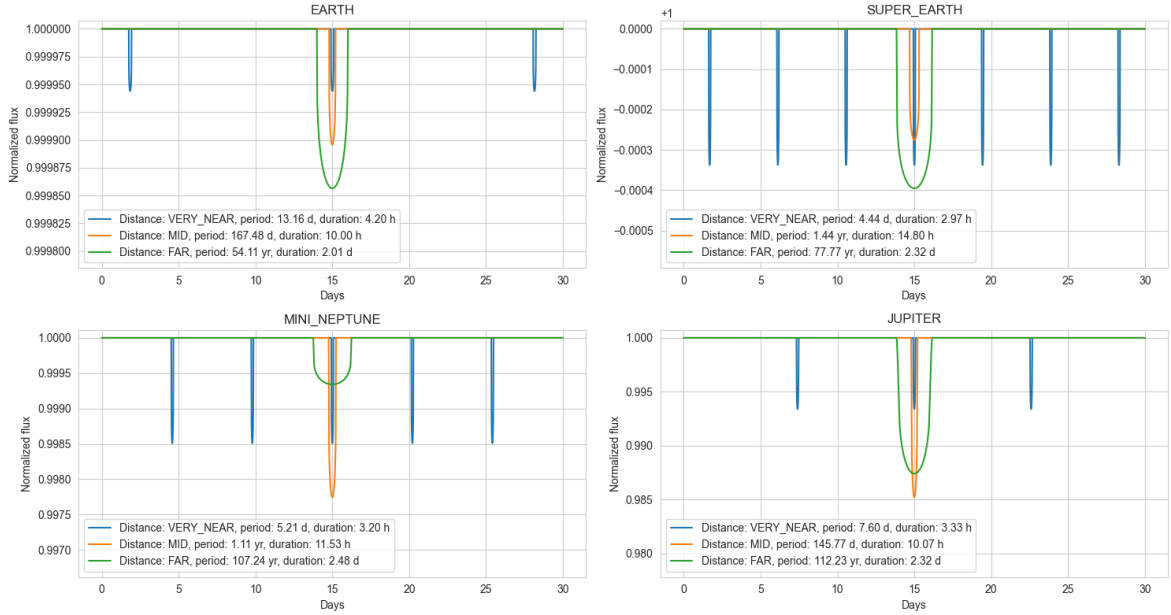 EARTH
1.000000
0.999975
0.999950
0.999925
0.999900
0.999875
0.999850
0.999825
0.999800
Normalized flux
Distance: VERY_NEAR, period: 13.16 d, duration: 4.20 h
Distance: MID, period: 167.48 d, duration: 10.00 h
Distance: FAR, period: 54.11 yr, duration: 2.01 d
0 5 10 15 20 25 30
Days
SUPER_EARTH
+1
0.0000
−0.0001
−0.0002
−0.0003
−0.0004
−0.0005
Normalized flux
Distance: VERY_NEAR, period: 4.44 d, duration: 2.97 h
Distance: MID, period: 1.44 yr, duration: 14.80 h
Distance: FAR, period: 77.77 yr, duration: 2.32 d
0 5 10 15 20 25 30
Days
MINI_NEPTUNE
1.0000
0.9995
0.9990
0.9985
0.9980
0.9975
0.9970
Normalized flux
Distance: VERY_NEAR, period: 5.21 d, duration: 3.20 h
Distance: MID, period: 1.11 yr, duration: 11.53 h
Distance: FAR, period: 107.24 yr, duration: 2.48 d
0 5 10 15 20 25 30
Days
JUPITER
1.000
0.995
0.990
0.985
0.980
Normalized flux
Distance: VERY_NEAR, period: 7.60 d, duration: 3.33 h
Distance: MID, period: 145.77 d, duration: 10.07 h
Distance: FAR, period: 112.23 yr, duration: 2.32 d
0 5 10 15 20 25 30
Days